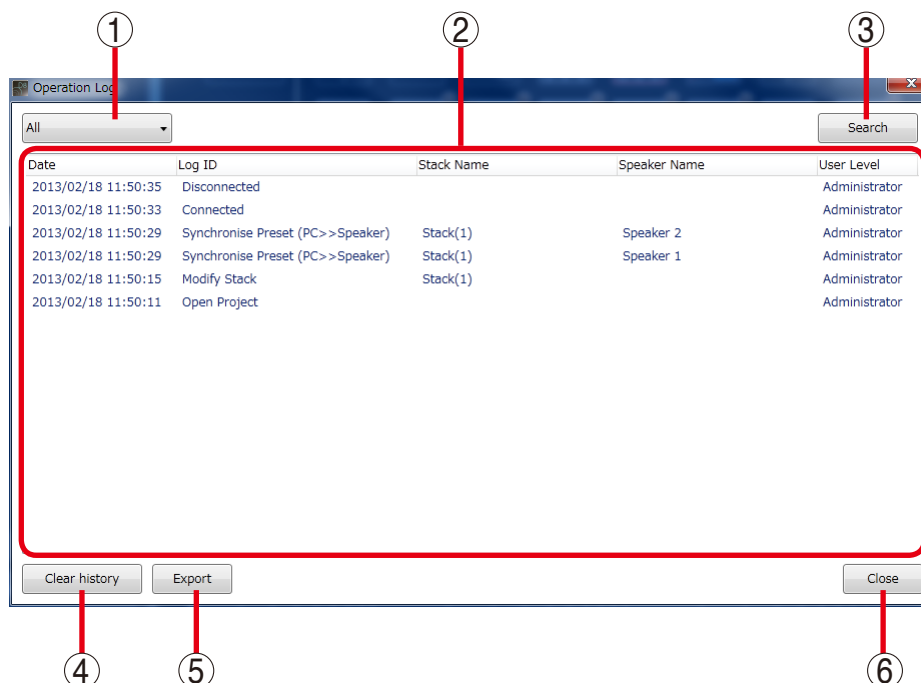 ① ② ③
Operation Log
All Search
Date Log ID Stack Name Speaker Name User Level
2013/02/18 11:50:35 Disconnected Administrator
2013/02/18 11:50:33 Connected Administrator
2013/02/18 11:50:29 Synchronise Preset (PC>>Speaker) Stack(1) Speaker 2 Administrator
2013/02/18 11:50:29 Synchronise Preset (PC>>Speaker) Stack(1) Speaker 1 Administrator
2013/02/18 11:50:15 Modify Stack Stack(1) Administrator
2013/02/18 11:50:11 Open Project Administrator
Clear history Export Close
④ ⑤ ⑥